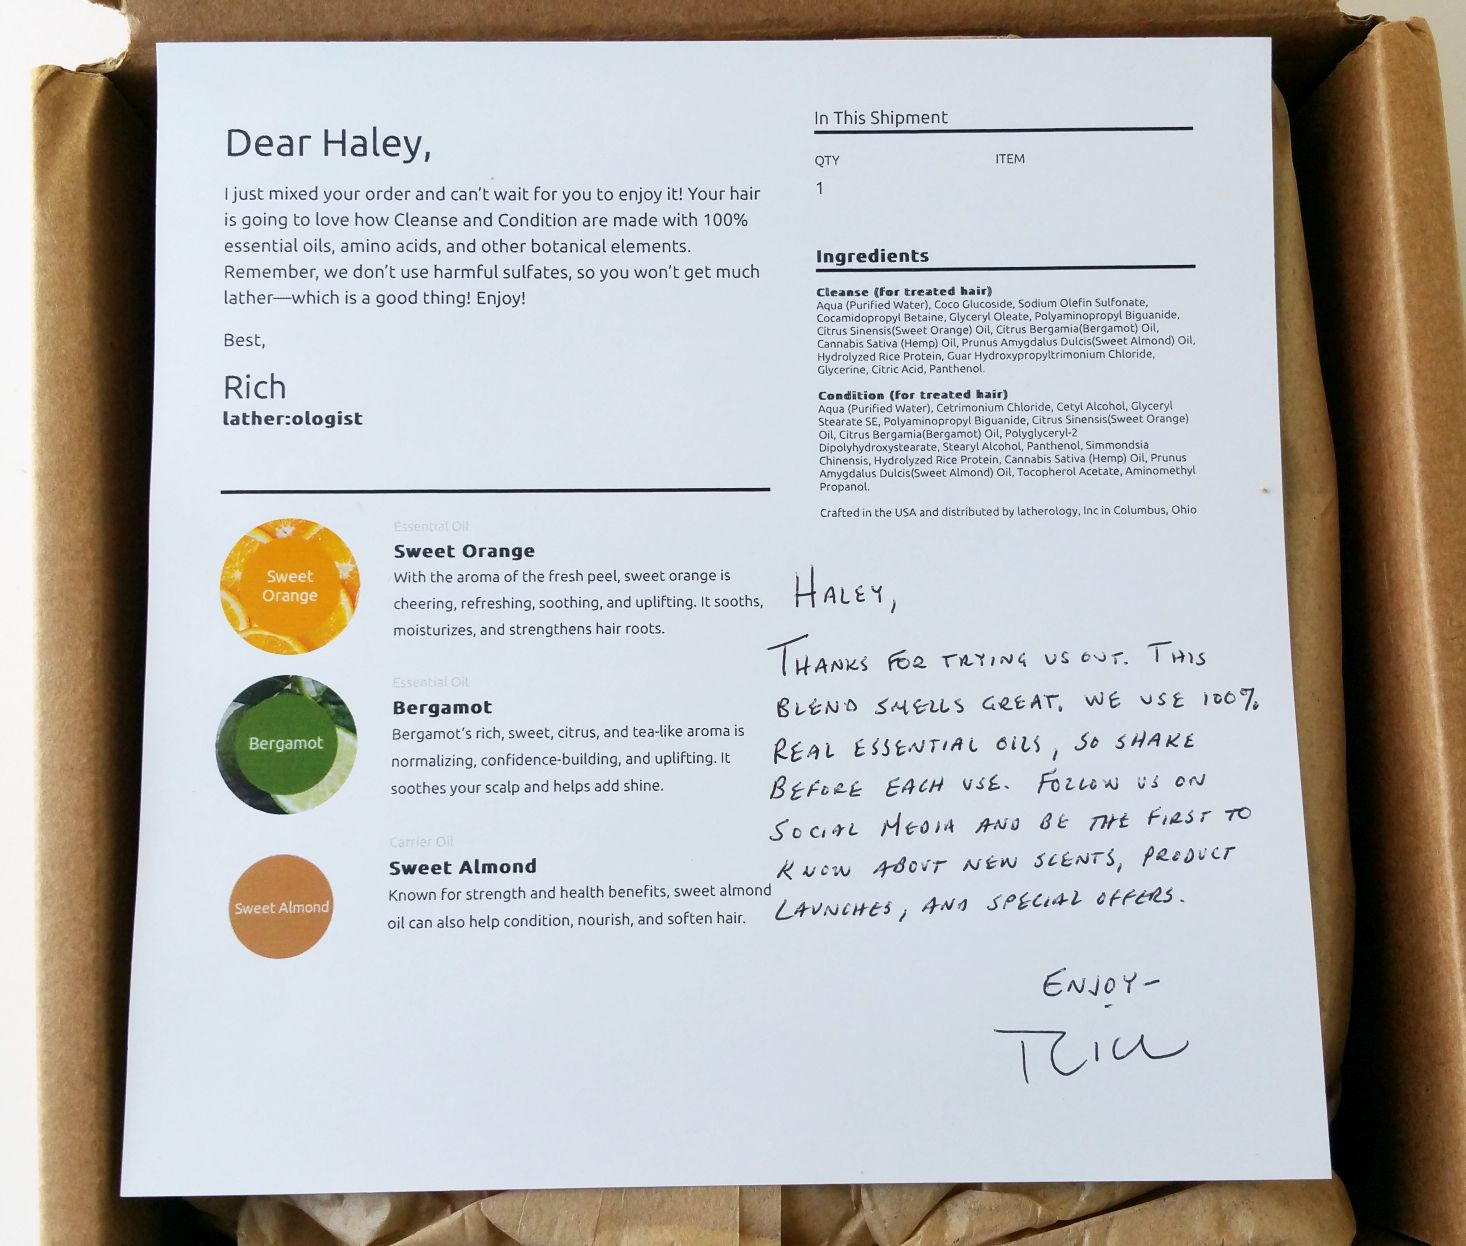 Dear Haley,
I just mixed your order and can't wait for you to enjoy it! Your hair
is going to love how Cleanse and Condition are made with 100%
essential oils, amino acids, and other botanical elements.
Remember, we don't use harmful sulfates, so you won't get much
lather—which is a good thing! Enjoy!
Best,
Rich
lather:ologist
In This Shipment
QTY ITEM
1
Ingredients
Cleanse (for treated hair)
Aqua (Purified Water), Coco Glucoside, Sodium Olefin Sulfonate,
Cocamidopropyl Betaine, Glyceryl Oleate, Polyaminopropyl Biguanide,
Citrus Sinensis(Sweet Orange) Oil, Citrus Bergamia(Bergamot) Oil,
Cannabis Sativa (Hemp) Oil, Prunus Amygdalus Dulcis(Sweet Almond) Oil,
Hydrolyzed Rice Protein, Guar Hydroxypropyltrimonium Chloride,
Glycerine, Citric Acid, Panthenol.
Condition (for treated hair)
Aqua (Purified Water), Cetrimonium Chloride, Cetyl Alcohol, Glyceryl
Stearate SE, Polyaminopropyl Biguanide, Citrus Sinensis(Sweet Orange)
Oil, Citrus Bergamia(Bergamot) Oil, Polyglyceryl-2
Dipolyhydroxystearate, Stearyl Alcohol, Panthenol, Simmondsia
Chinensis, Hydrolyzed Rice Protein, Cannabis Sativa (Hemp) Oil, Prunus
Amygdalus Dulcis(Sweet Almond) Oil, Tocopherol Acetate, Aminomethyl
Propanol.
Crafted in the USA and distributed by latherology, Inc in Columbus, Ohio
Sweet
Orange
Essential Oil
Sweet Orange
With the aroma of the fresh peel, sweet orange is
cheering, refreshing, soothing, and uplifting. It sooths,
moisturizes, and strengthens hair roots.
Bergamot
Essential Oil
Bergamot
Bergamot's rich, sweet, citrus, and tea-like aroma is
normalizing, confidence-building, and uplifting. It
soothes your scalp and helps add shine.
Sweet Almond
Carrier Oil
Sweet Almond
Known for strength and health benefits, sweet almond
oil can also help condition, nourish, and soften hair.
HALEY,
THANKS FOR TRYING US OUT. THIS
BLEND SMELLS GREAT. WE USE 100%
REAL ESSENTIAL OILS, SO SHAKE
BEFORE EACH USE. FOLLOW US ON
SOCIAL MEDIA AND BE THE FIRST TO
KNOW ABOUT NEW SCENTS, PRODUCT
LAUNCHES, AND SPECIAL OFFERS.
ENJOY-
RICH